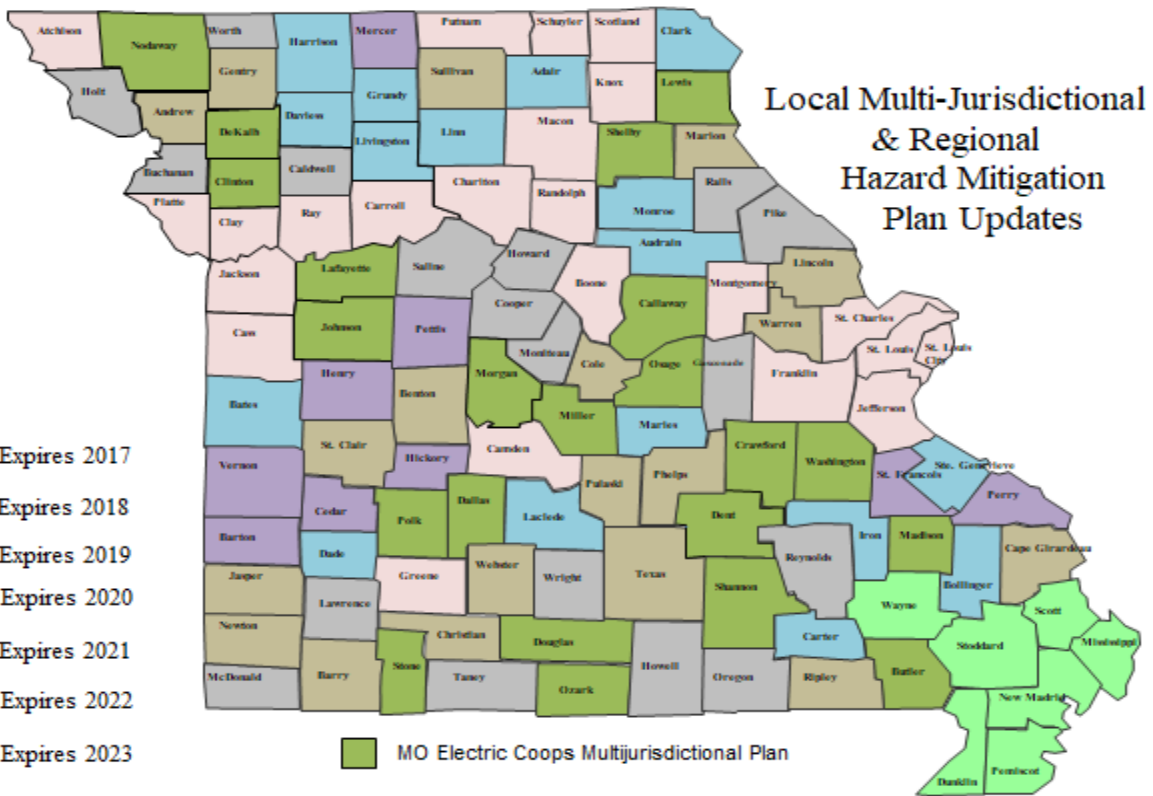 Local Multi-Jurisdictional
& Regional
Hazard Mitigation
Plan Updates
Atchison
Nodaway
Worth
Harrison
Mercer
Putnam
Schuyler
Scotland
Clark
Holt
Gentry
Sullivan
Adair
Knox
Lewis
Andrew
DeKalb
Daviess
Grundy
Livingston
Linn
Macon
Shelby
Marion
Buchanan
Clinton
Caldwell
Chariton
Randolph
Monroe
Ralls
Pike
Platte
Clay
Ray
Carroll
Audrain
Jackson
Lafayette
Saline
Howard
Boone
Callaway
Montgomery
Lincoln
Cass
Johnson
Pettis
Cooper
Moniteau
Cole
Osage
Gasconade
Warren
St. Charles
St. Louis
St. Louis
City
Franklin
Jefferson
Bates
Henry
Benton
Morgan
Miller
Maries
Vernon
St. Clair
Hickory
Camden
Pulaski
Phelps
Crawford
Washington
St. Francois
Ste. Genevieve
Perry
Barton
Cedar
Polk
Dallas
Laclede
Dent
Iron
Madison
Bollinger
Cape Girardeau
Jasper
Dade
Greene
Webster
Wright
Texas
Shannon
Reynolds
Wayne
Scott
Mississippi
Newton
Lawrence
Christian
Douglas
Howell
Carter
Butler
Stoddard
McDonald
Barry
Stone
Taney
Ozark
Oregon
Ripley
New Madrid
Dunklin
Pemiscot
Expires 2017
Expires 2018
Expires 2019
Expires 2020
Expires 2021
Expires 2022
Expires 2023
MO Electric Coops Multijurisdictional Plan